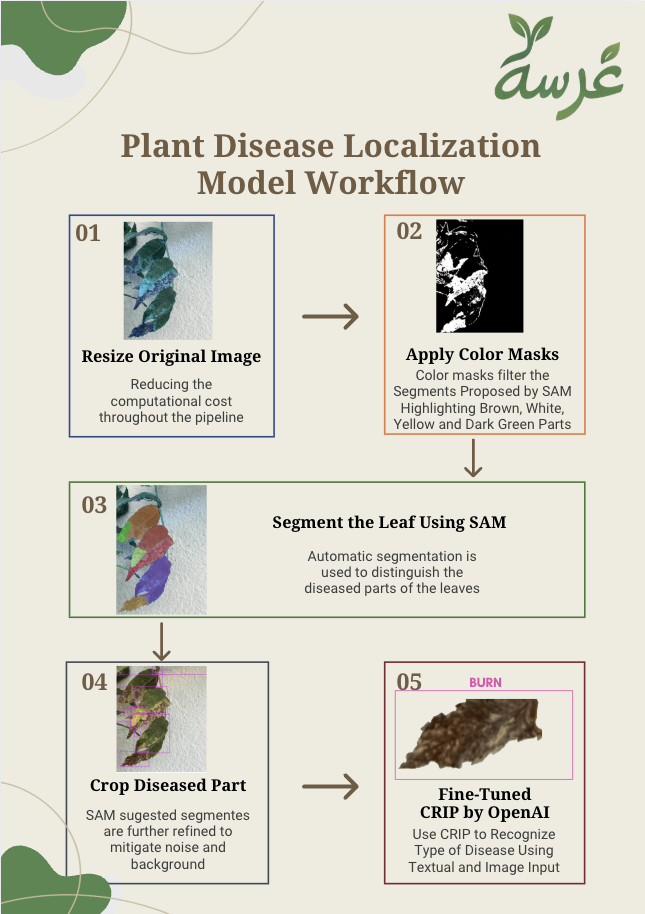 غرسة
Plant Disease Localization
Model Workflow
01
Resize Original Image
Reducing the
computational cost
throughout the pipeline
02
Apply Color Masks
Color masks filter the
Segments Proposed by SAM
Highlighting Brown, White,
Yellow and Dark Green Parts
03
Segment the Leaf Using SAM
Automatic segmentation is
used to distinguish the
diseased parts of the leaves
04
Crop Diseased Part
SAM sugested segmentes
are further refined to
mitigate noise and
background
05
BURN
Fine-Tuned
CRIP by OpenAI
Use CRIP to Recognize
Type of Disease Using
Textual and Image Input